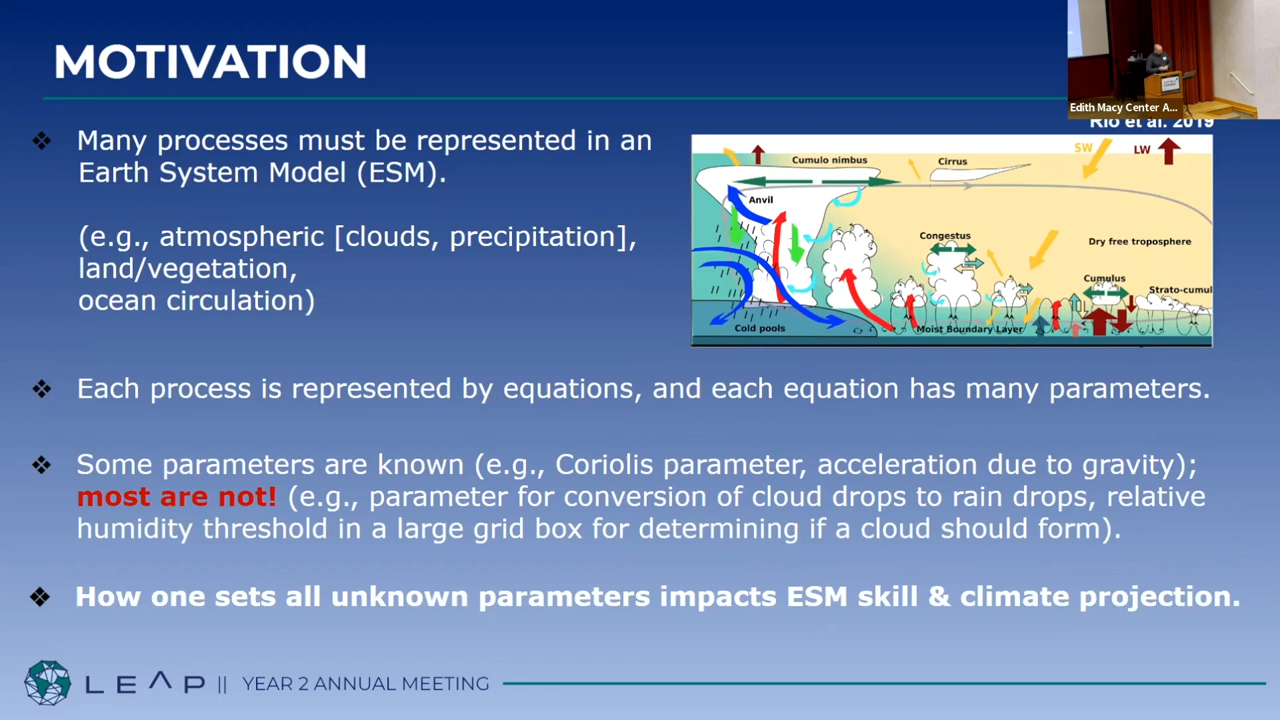 MOTIVATION
Edith Macy Center A...
Rio et al. 2019
❖ Many processes must be represented in an
Earth System Model (ESM).
(e.g., atmospheric [clouds, precipitation],
land/vegetation,
ocean circulation)
Cumulo nimbus
Cirrus
SW
LW
Anvil
Congestus
Dry free troposphere
Cumulus
Strato-cumul
Cold pools
Moist Boundary Layer
❖ Each process is represented by equations, and each equation has many parameters.
❖ Some parameters are known (e.g., Coriolis parameter, acceleration due to gravity);
most are not! (e.g., parameter for conversion of cloud drops to rain drops, relative
humidity threshold in a large grid box for determining if a cloud should form).
❖ How one sets all unknown parameters impacts ESM skill & climate projection.
LEAP || YEAR 2 ANNUAL MEETING